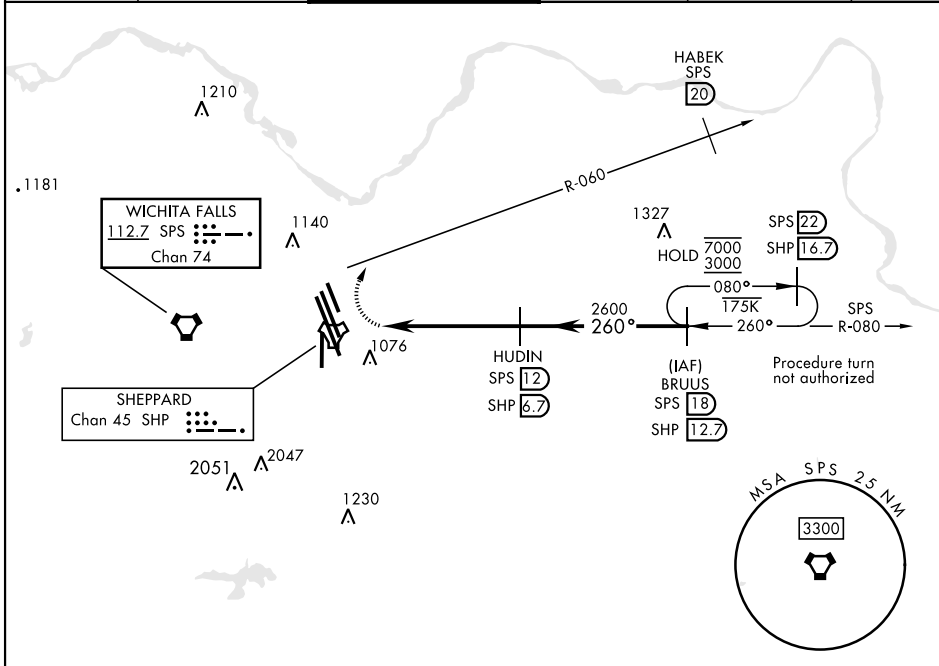 HABEK
SPS
20
1210
R-060
.1181
WICHITA FALLS
112.7 SPS
Chan 74
1140
1327
SPS 22
SHP 16.7
HOLD 7000
3000
080°
175K
260°
SPS
R-080
2600
260°
1076
HUDIN
SPS 12
SHP 6.7
(IAF)
BRUUS
SPS 18
SHP 12.7
Procedure turn
not authorized
SHEPPARD
Chan 45 SHP
2051
2047
1230
MSA SPS 25 NM
3300